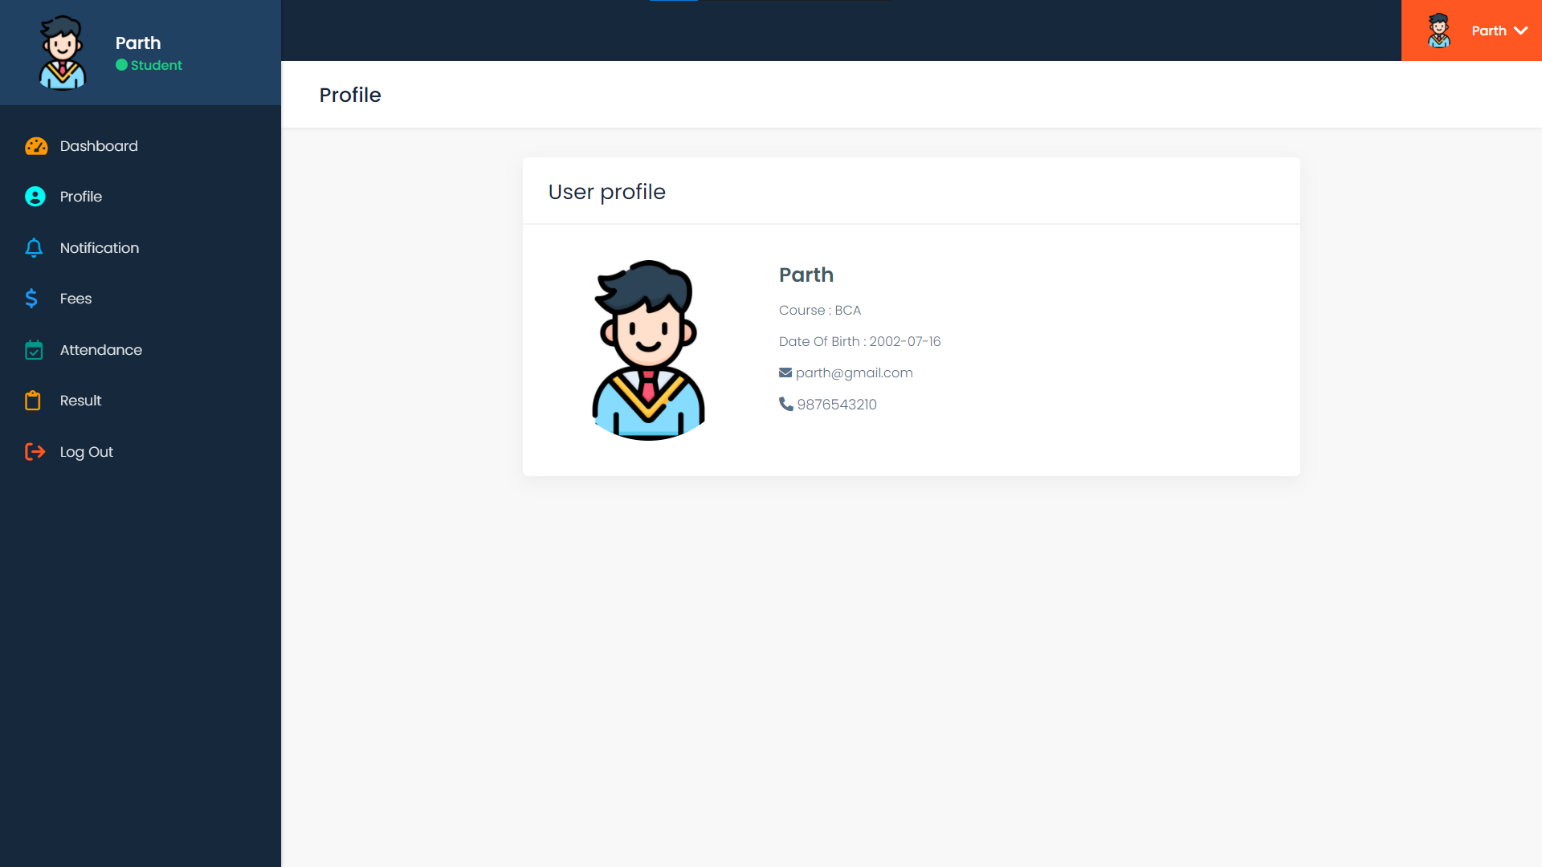 Parth
Student
Parth
Dashboard
Profile
Notification
Fees
Attendance
Result
Log Out
Profile
User profile
Parth
Course : BCA
Date Of Birth : 2002-07-16
parth@gmail.com
9876543210